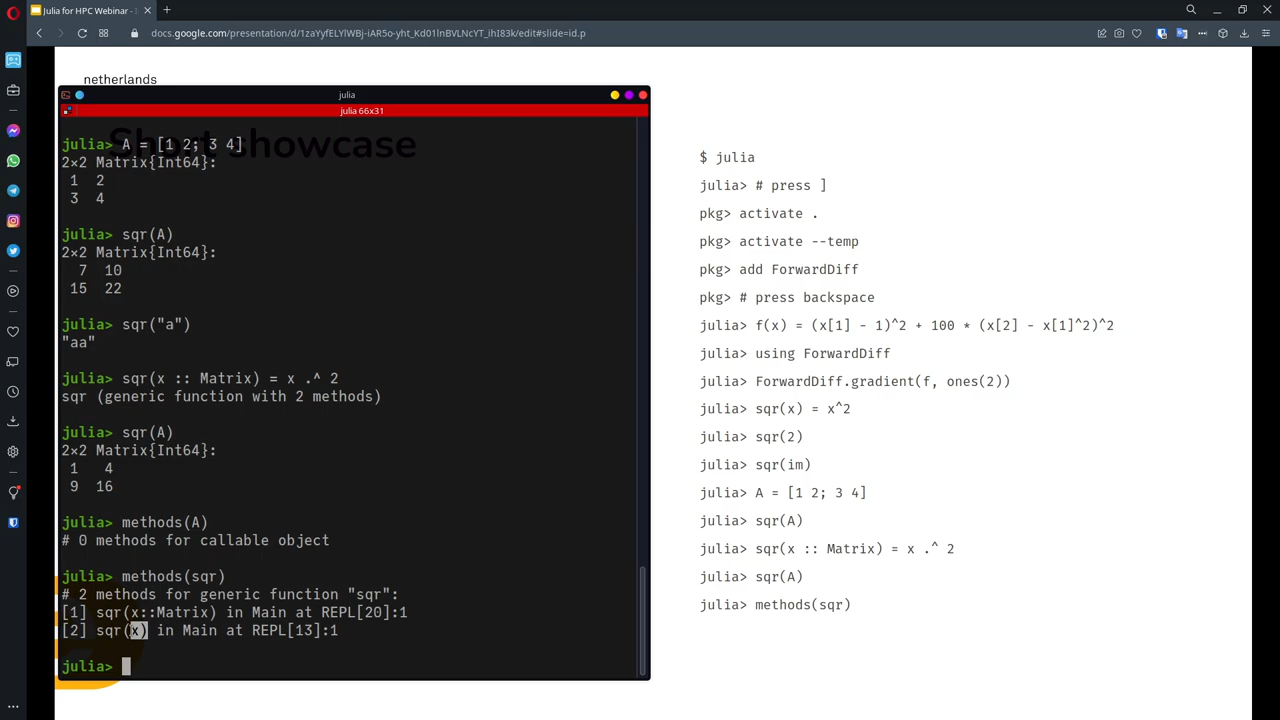 Julia for HPC Webinar - :
docs.google.com/presentation/d/1zaYyfELYlWBj-iAR5o-yht_Kd01lnBVLNcYT_ihI83k/edit#slide=id.p
netherlands
julia
julia 66x31
Short showcase
julia> A = [1 2; 3 4]
2×2 Matrix{Int64}:
 1  2
 3  4
julia> sqr(A)
2×2 Matrix{Int64}:
  7  10
 15  22
julia> sqr("a")
"aa"
julia> sqr(x :: Matrix) = x .^ 2
sqr (generic function with 2 methods)
julia> sqr(A)
2×2 Matrix{Int64}:
 1   4
 9  16
julia> methods(A)
# 0 methods for callable object
julia> methods(sqr)
# 2 methods for generic function "sqr":
[1] sqr(x::Matrix) in Main at REPL[20]:1
[2] sqr(x) in Main at REPL[13]:1
julia>
$ julia
julia> # press ]
pkg> activate .
pkg> activate --temp
pkg> add ForwardDiff
pkg> # press backspace
julia> f(x) = (x[1] - 1)^2 + 100 * (x[2] - x[1]^2)^2
julia> using ForwardDiff
julia> ForwardDiff.gradient(f, ones(2))
julia> sqr(x) = x^2
julia> sqr(2)
julia> sqr(im)
julia> A = [1 2; 3 4]
julia> sqr(A)
julia> sqr(x :: Matrix) = x .^ 2
julia> sqr(A)
julia> methods(sqr)